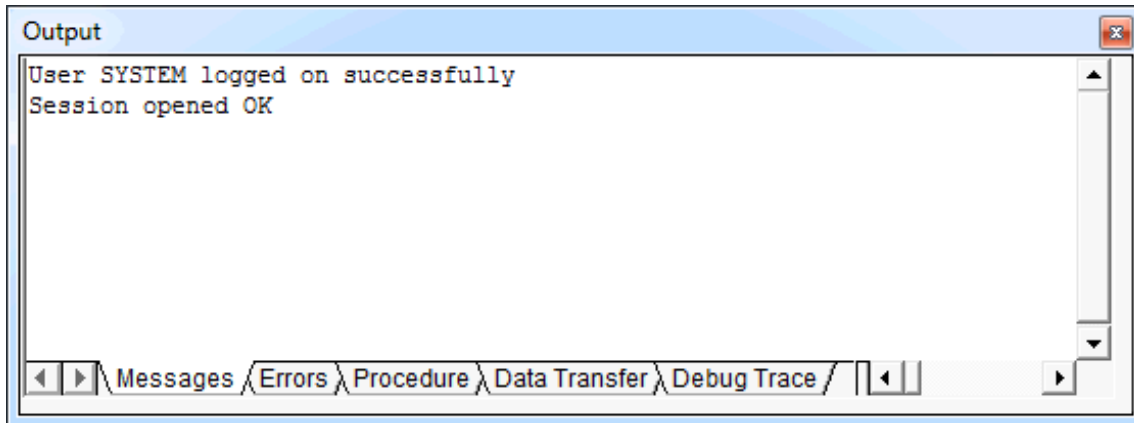 Output
User SYSTEM logged on successfully
Session opened OK
Messages Errors Procedure Data Transfer Debug Trace